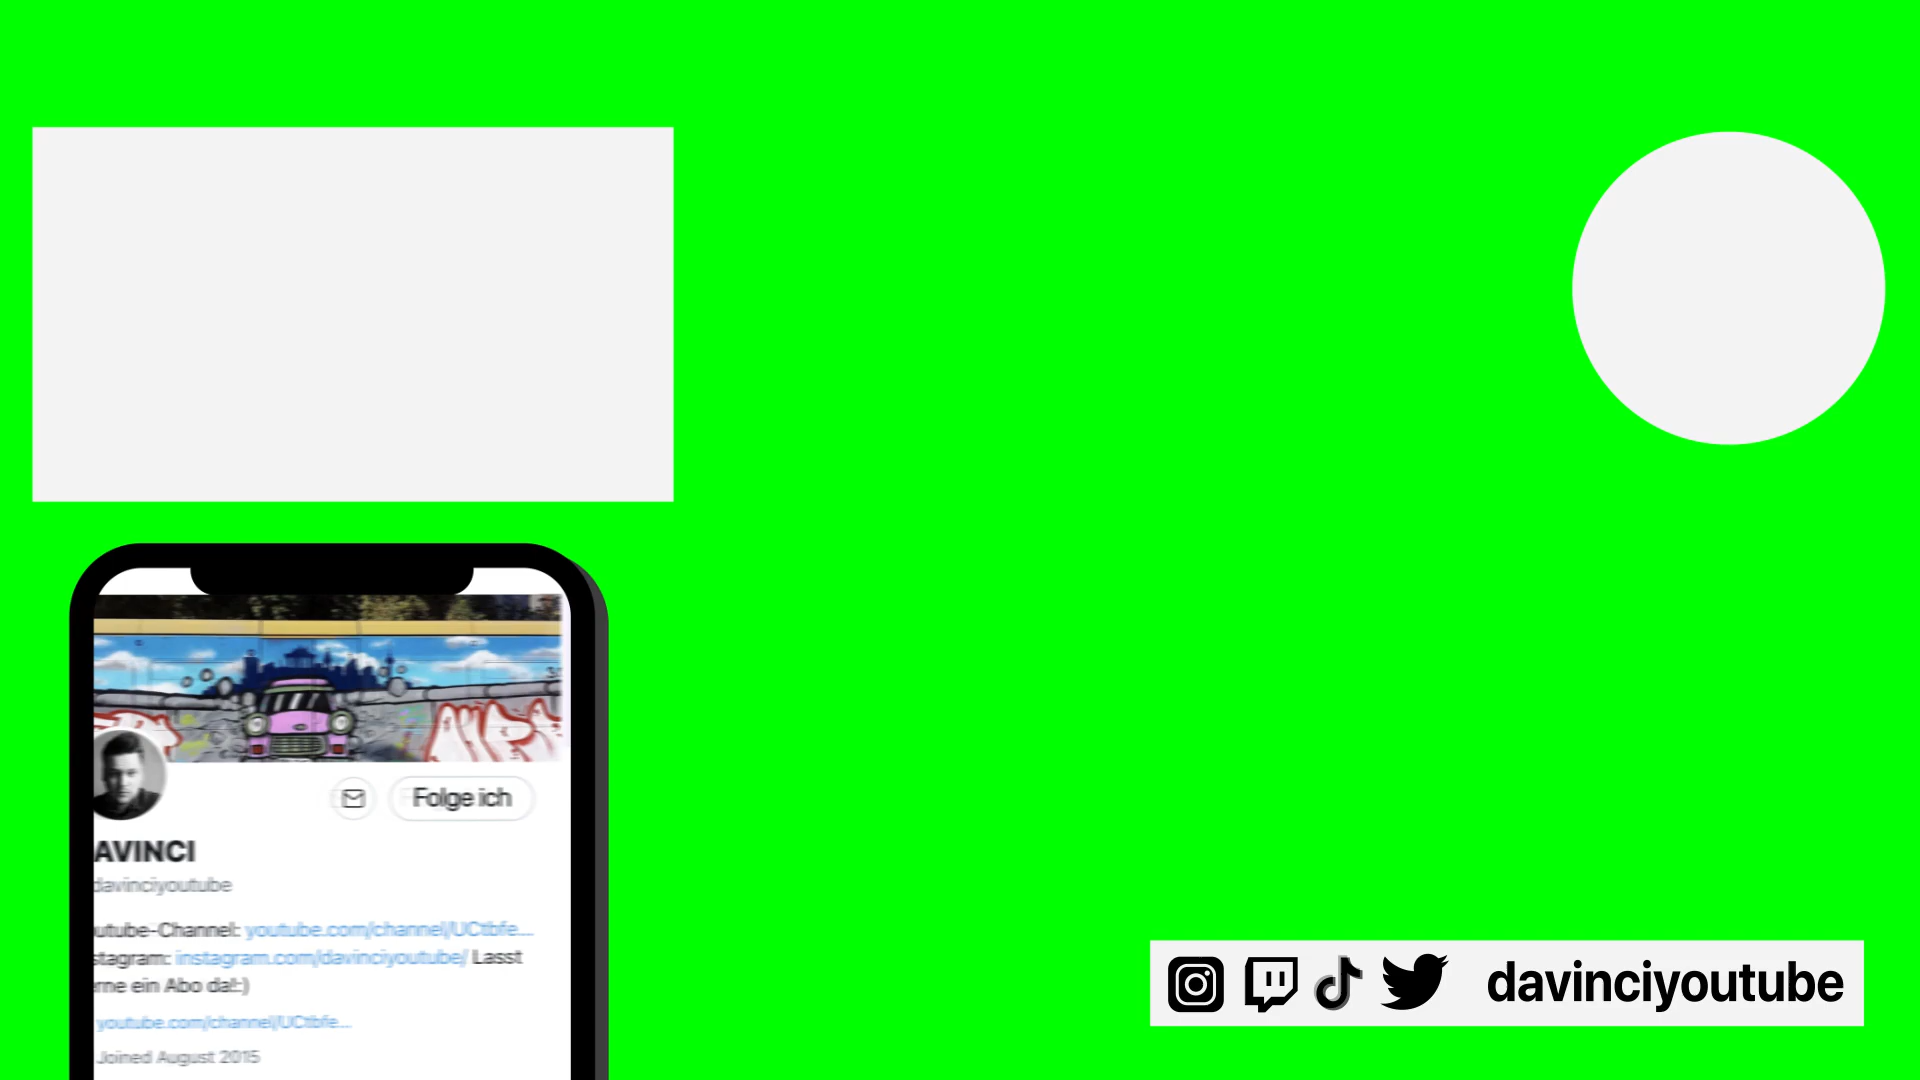 Folge ich
AVINCI
davinciyoutube
utube-Channel: youtube.com/channel/UCtbfe...
stagram: instagram.com/davinciyoutube/ Lasst
rne ein Abo da!:)
youtube.com/channel/UCtbfe...
Joined August 2015
davinciyoutube